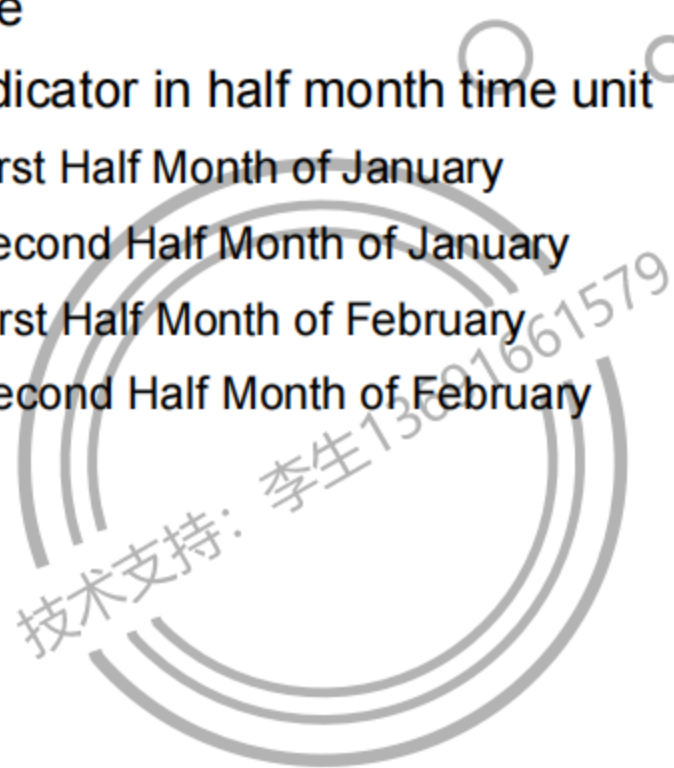 e
dicator in half month time unit
rst Half Month of January
econd Half Month of January
rst Half Month of February
econd Half Month of February
技术支持：李生13691661579